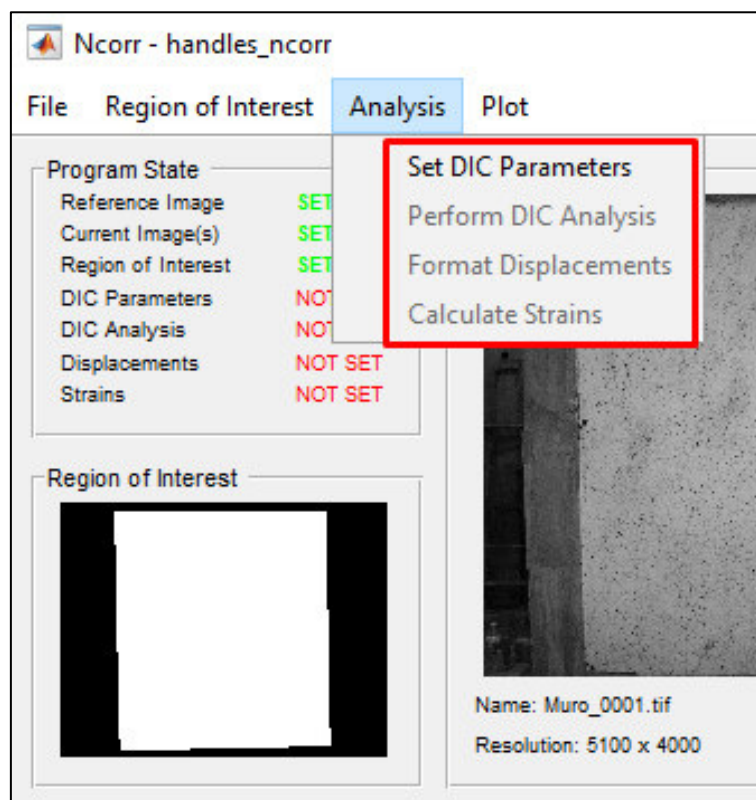 Ncorr - handles_ncorr
File Region of Interest Analysis Plot
Program State
Reference Image SET
Current Image(s) SET
Region of Interest SET
DIC Parameters NOT
DIC Analysis NOT
Displacements NOT SET
Strains NOT SET
Set DIC Parameters
Perform DIC Analysis
Format Displacements
Calculate Strains
Region of Interest
Name: Muro_0001.tif
Resolution: 5100 x 4000